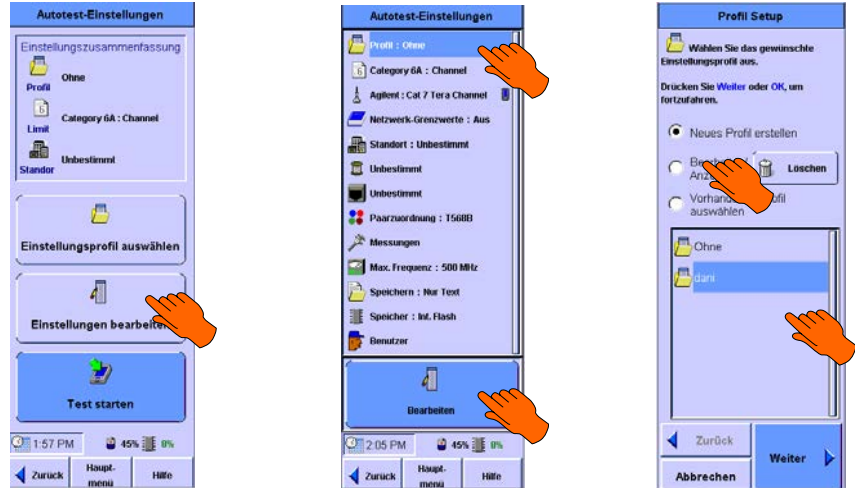 Autotest-Einstellungen
Einstellungszusammenfassung
Ohne
Profil
6
Category 6A : Channel
Limit
Unbestimmt
Standor
Einstellungsprofil auswählen
Einstellungen bearbeiten
Test starten
1:57 PM 45% 0%
Zurück
Haupt-
menü
Hilfe
Autotest-Einstellungen
Profil : Ohne
6 Category 6A : Channel
Agilent : Cat 7 Tera Channel
Netzwerk-Grenzwerte : Aus
Standort : Unbestimmt
Unbestimmt
Unbestimmt
Paarzuordnung : T568B
Messungen
Max. Frequenz : 500 MHz
Speichern : Nur Text
Speicher : Int. Flash
Benutzer
Bearbeiten
2:05 PM 45% 0%
Zurück
Haupt-
menü
Hilfe
Profil Setup
Wählen Sie das gewünschte
Einstellungsprofil aus.
Drücken Sie Weiter oder OK, um
fortzufahren.
Neues Profil erstellen
Löschen
Vorhandenes Profil
auswählen
Ohne
dani
Zurück
Weiter
Abbrechen